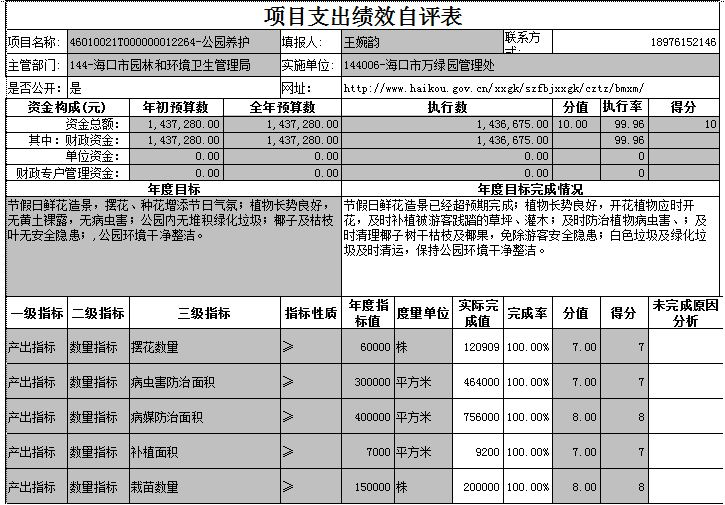 项目支出绩效自评表
项目名称: 46010021T000000012264-公园养护 填报人: 王婉韵 联系方式: 18976152146
主管部门: 144-海口市园林和环境卫生管理局 实施单位: 144006-海口市万绿园管理处
是否公开: 是 网址: http://www.haikou.gov.cn/xxgk/szfbjxxgk/cztz/bmxm/
资金构成(元) 年初预算数 全年预算数 执行数 分值 执行率 得分
资金总额: 1,437,280.00 1,437,280.00 1,436,675.00 10.00 99.96 10
其中: 财政资金: 1,437,280.00 1,437,280.00 1,436,675.00 99.96
单位资金: 0.00 0.00 0.00 0
财政专户管理资金: 0.00 0.00 0.00 0
年度目标 年度目标完成情况
节假日鲜花造景，摆花、种花增添节日气氛；植物长势良好，
无黄土裸露，无病虫害；公园内无堆积绿化垃圾；椰子及枯枝
叶无安全隐患；,公园环境干净整洁。
节假日鲜花造景已经超预期完成；植物长势良好，开花植物应时开
花，及时补植被游客践踏的草坪、灌木；及时防治植物病虫害、；及
时清理椰子树干枯枝及椰果，免除游客安全隐患；白色垃圾及绿化垃
圾及时清运，保持公园环境干净整洁。
一级指标 二级指标 三级指标 指标性质 年度指标值 度量单位 实际完成值 完成率 分值 得分 未完成原因分析
产出指标 数量指标 摆花数量 ≥ 60000 株 120909 100.00% 7.00 7
产出指标 数量指标 病虫害防治面积 ≥ 300000 平方米 464000 100.00% 7.00 7
产出指标 数量指标 病媒防治面积 ≥ 400000 平方米 756000 100.00% 8.00 8
产出指标 数量指标 补植面积 ≥ 7000 平方米 9200 100.00% 7.00 7
产出指标 数量指标 栽苗数量 ≥ 150000 株 200000 100.00% 8.00 8